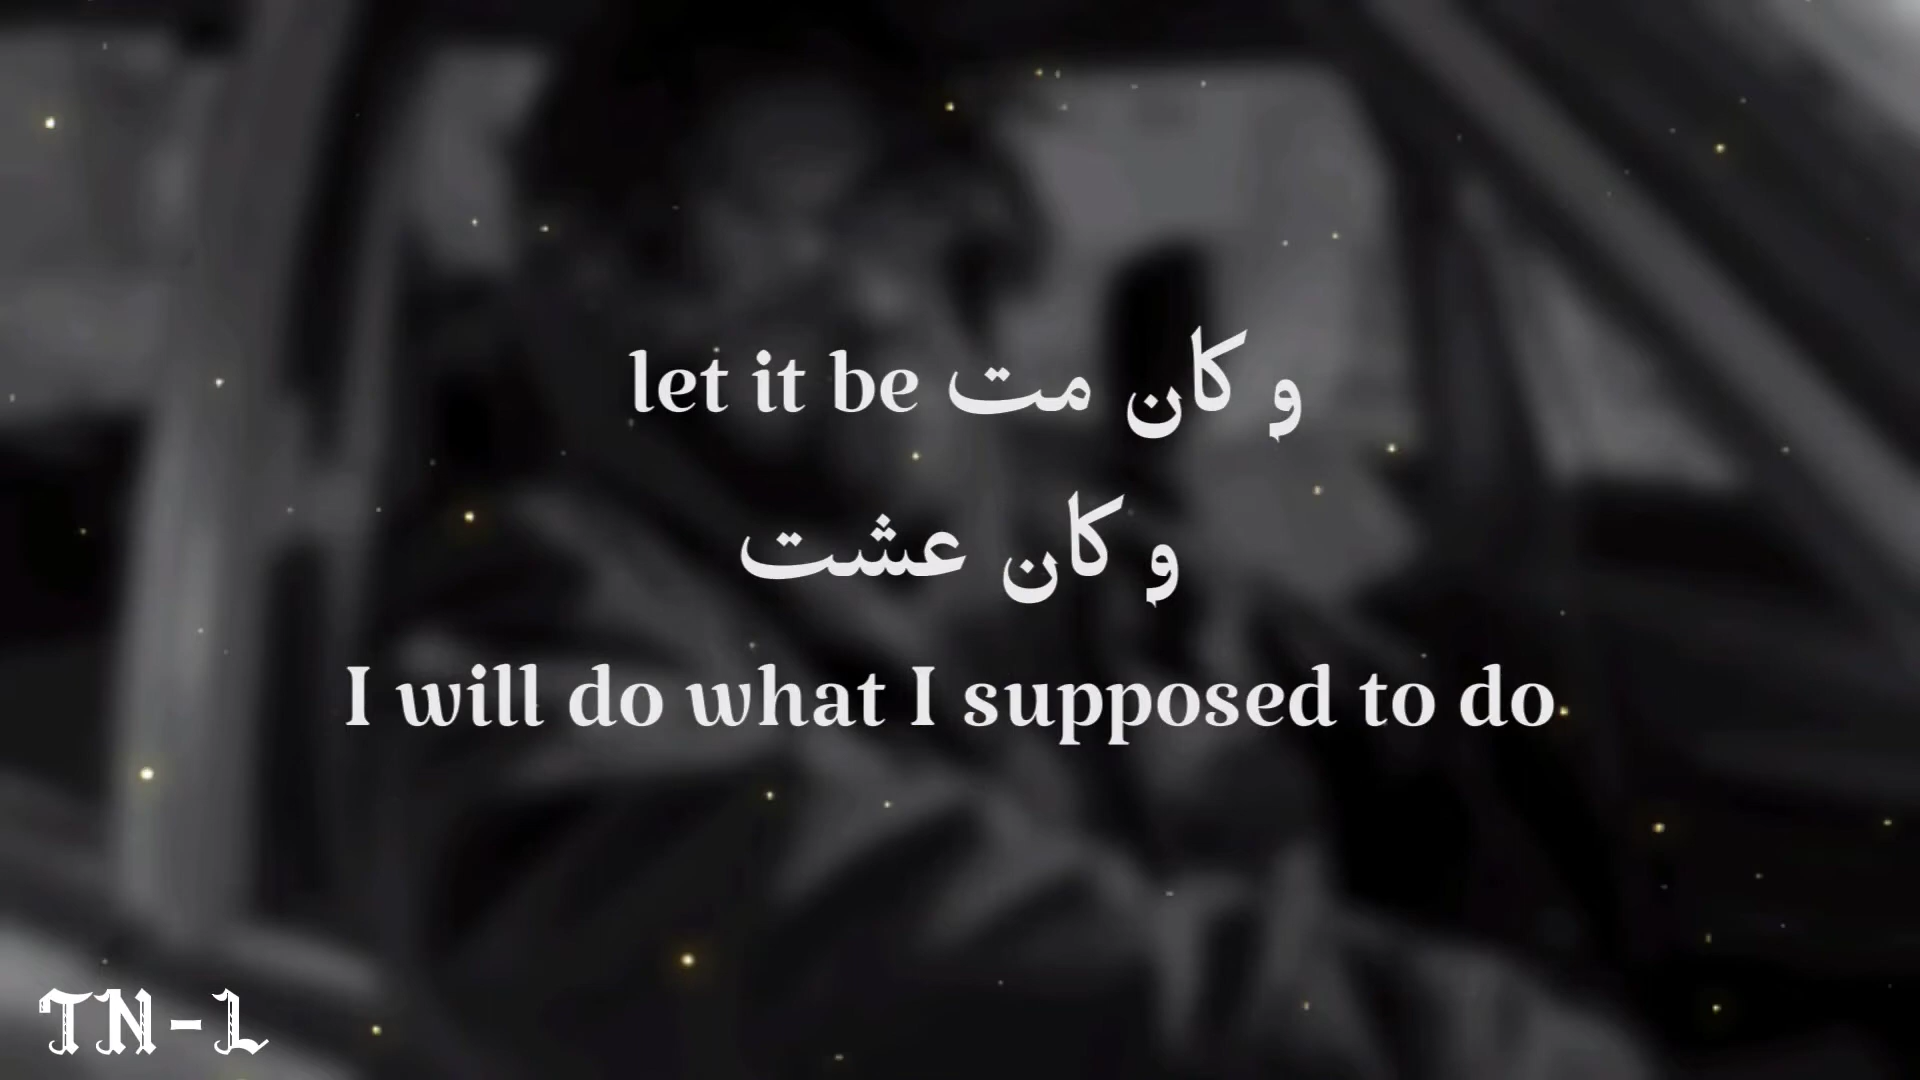 و كان مت let it be
و كان عشت
I will do what I supposed to do
TN-L